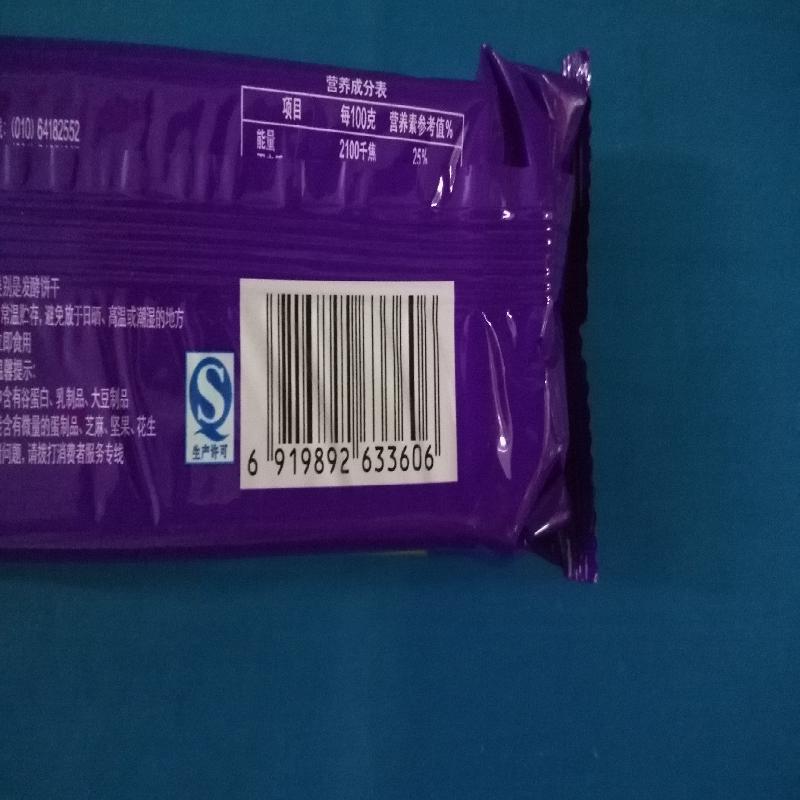 营养成分表
项目 每100克 营养素参考值%
能量 2100千焦 25%
: (010) 64182552
别是发酵饼干
常温贮存, 避免放于日晒、高温或潮湿的地方
即食用
温馨提示:
含有谷蛋白、乳制品、大豆制品
含有微量的蛋制品、芝麻、坚果、花生
问题, 请拨打消费者服务专线
S
生产许可
6 919892 633606